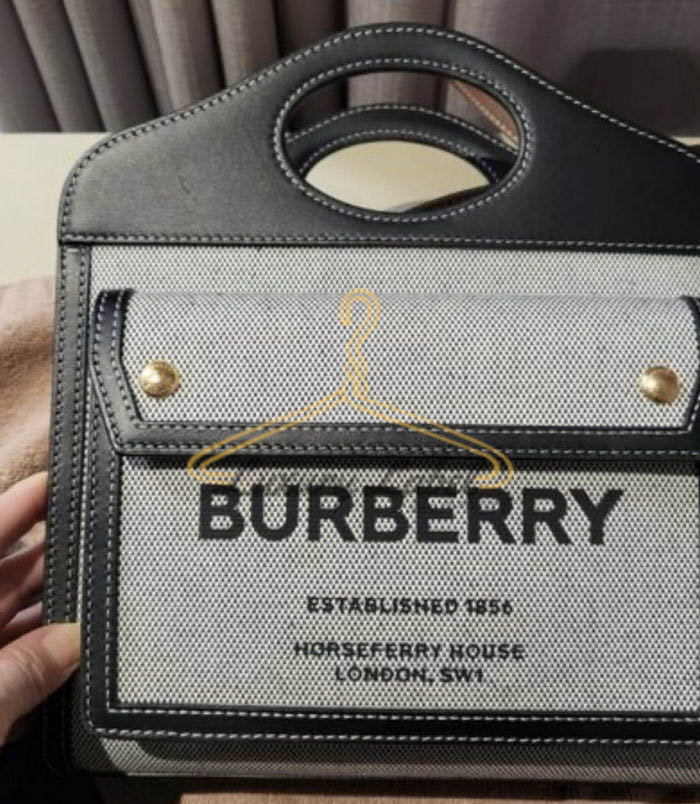 BURBERRY
ESTABLISHED 1856
HORSEFERRY HOUSE
LONDON, SW1